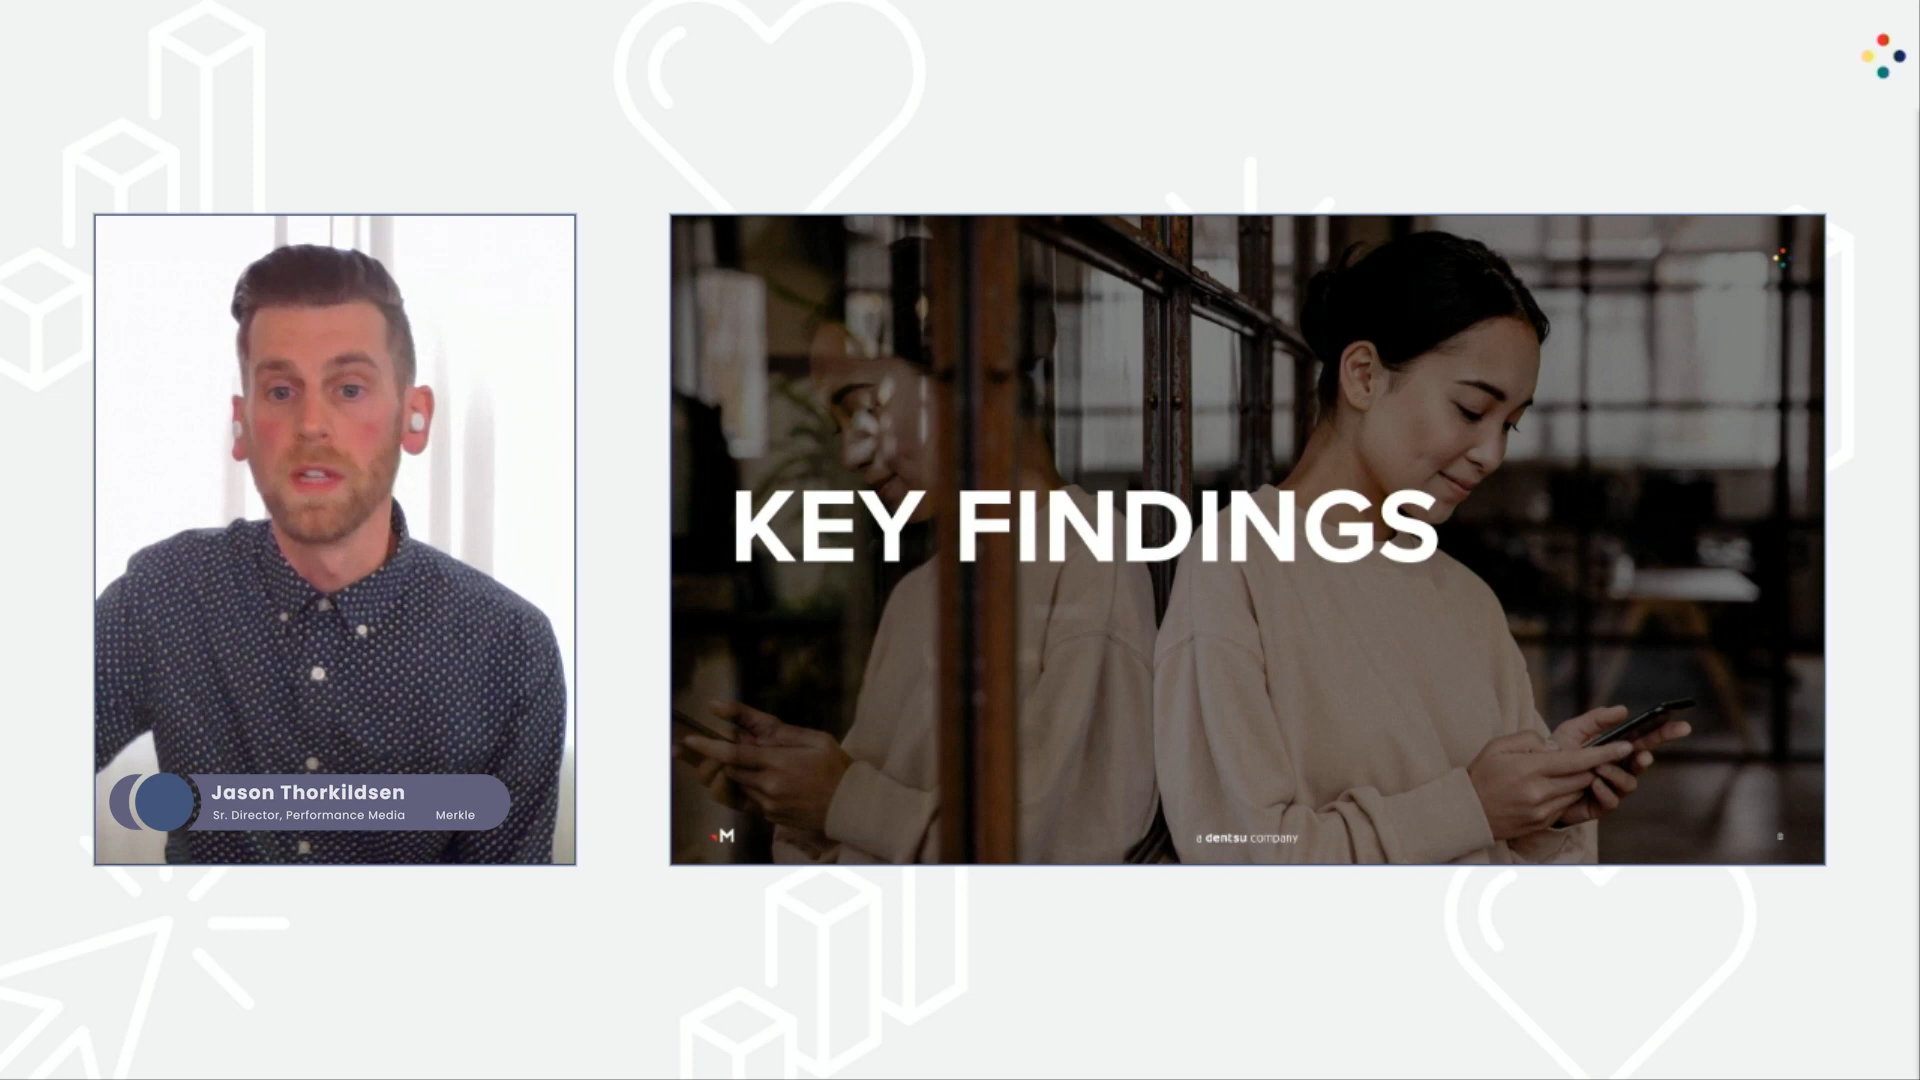 KEY FINDINGS
Jason Thorkildsen
Sr. Director, Performance Media Merkle
M
a dentsu company